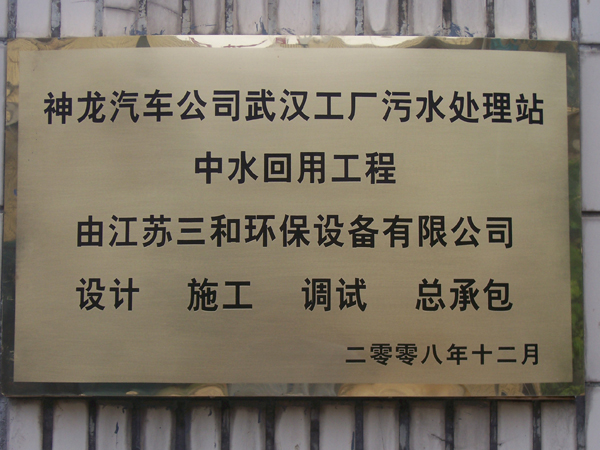 神龙汽车公司武汉工厂污水处理站
中水回用工程
由江苏三和环保设备有限公司
设计 施工 调试 总承包
二零零八年十二月